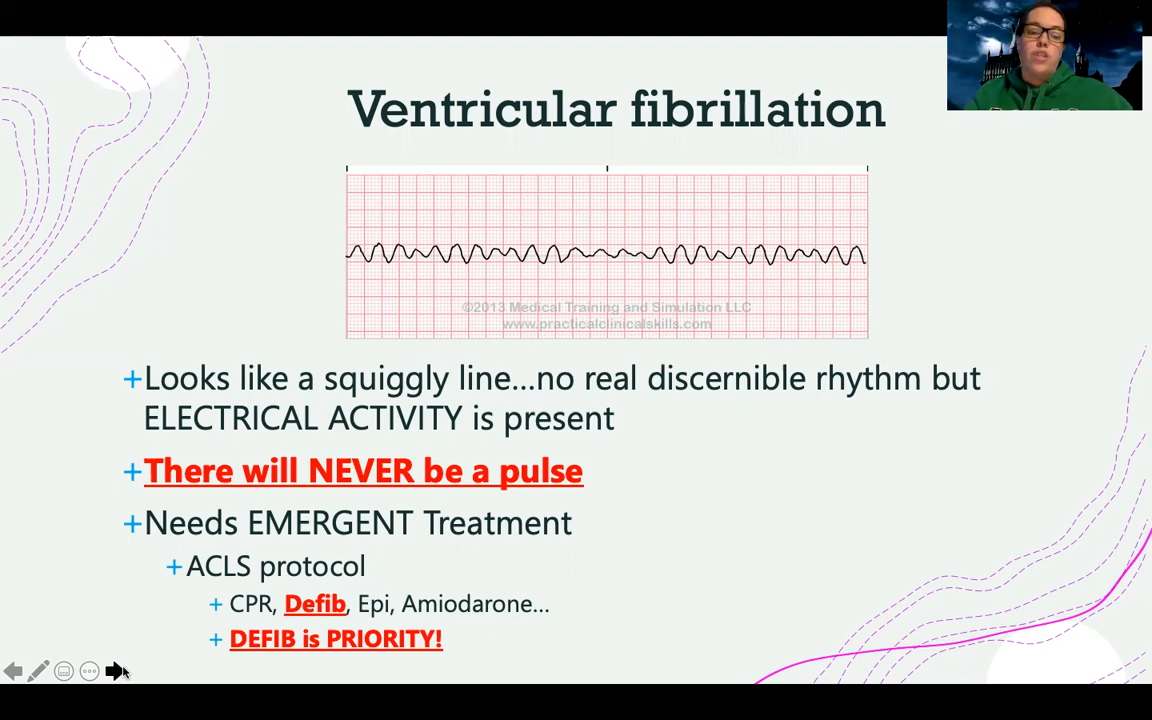 Ventricular fibrillation
©2013 Medical Training and Simulation LLC
www.practicalclinicalskills.com
+Looks like a squiggly line...no real discernible rhythm but
ELECTRICAL ACTIVITY is present
+There will NEVER be a pulse
+Needs EMERGENT Treatment
+ACLS protocol
+ CPR, Defib, Epi, Amiodarone...
+ DEFIB is PRIORITY!